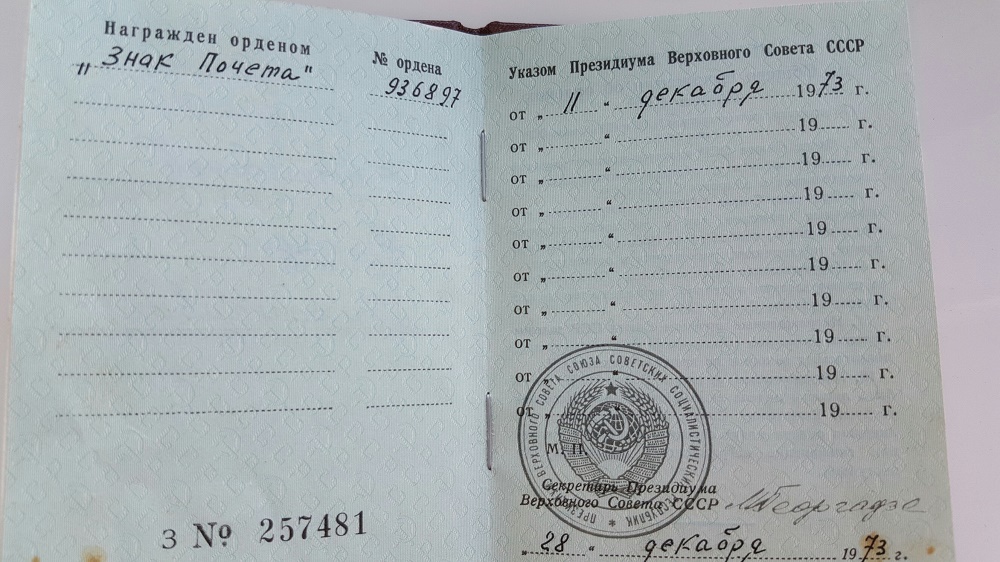 Награжден орденом
„Знак Почета"
№ ордена
936897
З № 257481
Указом Президиума Верховного Совета СССР
от „ 11 “ декабря 1973 г.
от „ “ 19 г.
от „ “ 19 г.
от „ “ 19 г.
от „ “ 19 г.
от „ “ 19 г.
от „ “ 19 г.
от „ “ 19 г.
от „ “ 19 г.
от „ “ 19 г.
ВЕРХОВНОГО СОВЕТА СОЮЗА СОВЕТСКИХ СОЦИАЛИСТИЧЕСКИХ РЕСПУБЛИК * ПРЕЗИДИУМ
М. П.
Секретарь Президиума
Верховного Совета СССР М Георгадзе
„ 28 “ декабря 1973 г.